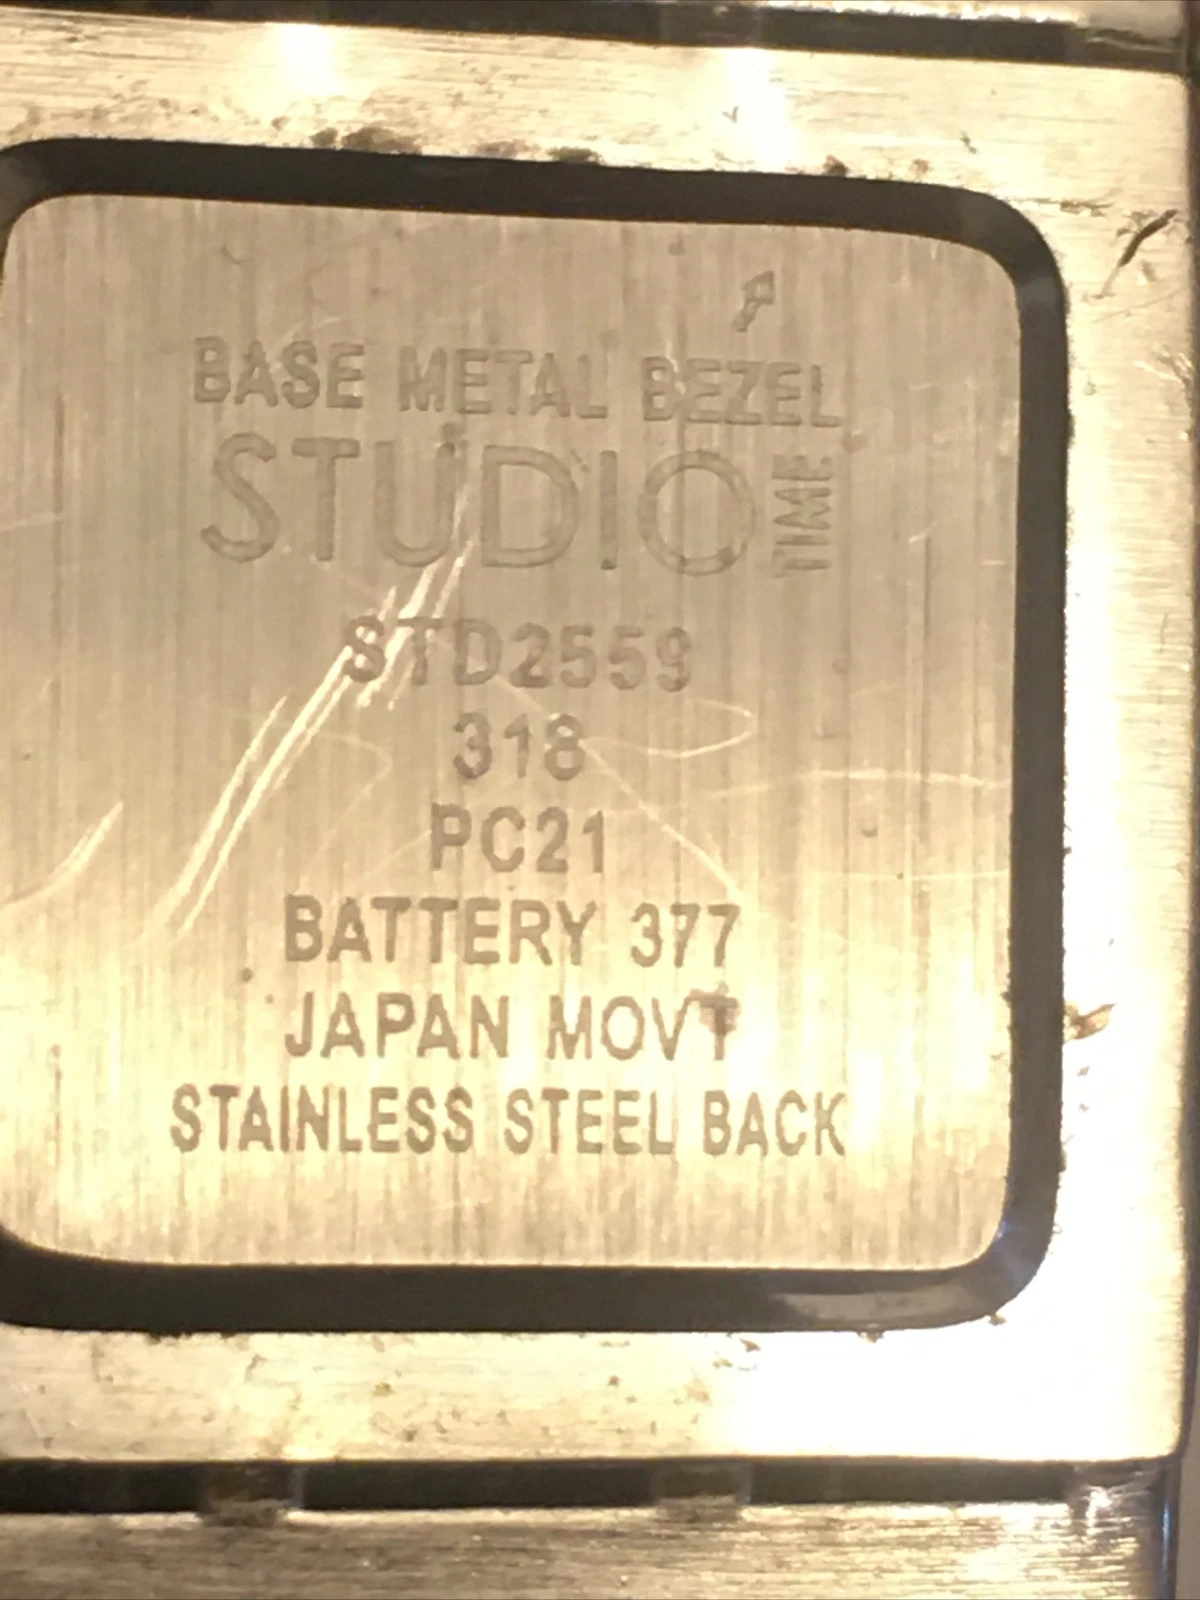 BASE METAL BEZEL
STUDIO TIME
STD2559
318
PC21
BATTERY 377
JAPAN MOVT
STAINLESS STEEL BACK